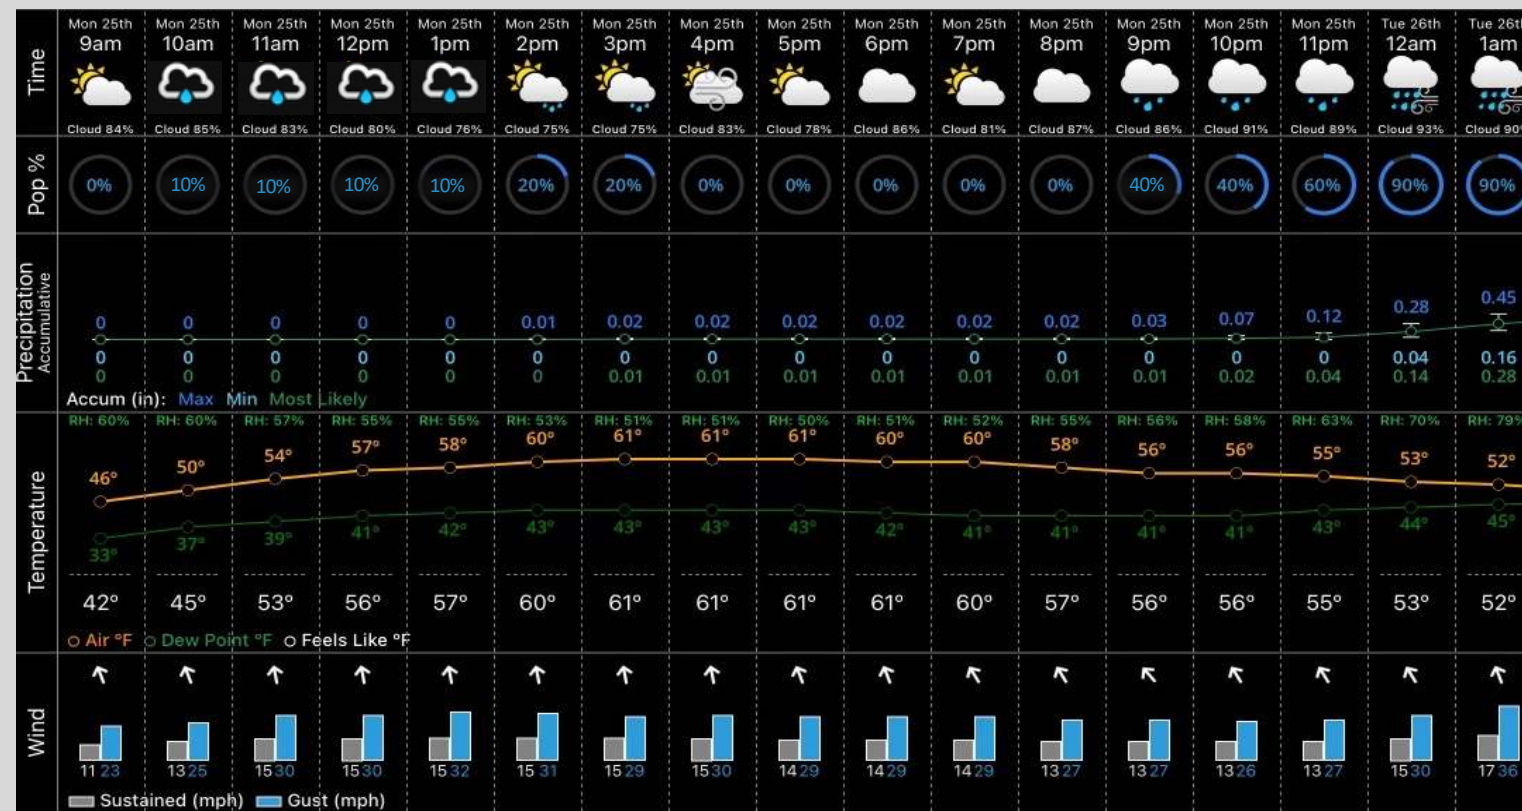 Time
Mon 25th Mon 25th Mon 25th Mon 25th Mon 25th Mon 25th Mon 25th Mon 25th Mon 25th Mon 25th Mon 25th Mon 25th Mon 25th Mon 25th Mon 25th Tue 26th Tue 26th
9am 10am 11am 12pm 1pm 2pm 3pm 4pm 5pm 6pm 7pm 8pm 9pm 10pm 11pm 12am 1am
Cloud 84% Cloud 85% Cloud 83% Cloud 80% Cloud 76% Cloud 75% Cloud 75% Cloud 83% Cloud 78% Cloud 86% Cloud 81% Cloud 87% Cloud 86% Cloud 91% Cloud 89% Cloud 93% Cloud 90%
Pop %
0% 10% 10% 10% 10% 20% 20% 0% 0% 0% 0% 0% 40% 40% 60% 90% 90%
Precipitation
Accumulative
0 0 0 0 0 0.01 0.02 0.02 0.02 0.02 0.02 0.02 0.03 0.07 0.12 0.28 0.45
0 0 0 0 0 0 0 0 0 0 0 0 0 0 0 0.04 0.16
0 0 0 0 0 0 0.01 0.01 0.01 0.01 0.01 0.01 0.01 0.02 0.04 0.14 0.28
Accum (in): Max Min Most Likely
Temperature
RH: 60% RH: 60% RH: 57% RH: 55% RH: 55% RH: 53% RH: 51% RH: 51% RH: 50% RH: 51% RH: 52% RH: 55% RH: 56% RH: 58% RH: 63% RH: 70% RH: 79%
46° 50° 54° 57° 58° 60° 61° 61° 61° 60° 60° 58° 56° 56° 55° 53° 52°
33° 37° 39° 41° 42° 43° 43° 43° 43° 42° 41° 41° 41° 41° 43° 44° 45°
42° 45° 53° 56° 57° 60° 61° 61° 61° 61° 60° 57° 56° 56° 55° 53° 52°
Air °F Dew Point °F Feels Like °F
Wind
11 23 13 25 15 30 15 30 15 32 15 31 15 29 15 30 14 29 14 29 14 29 13 27 13 27 13 26 13 27 15 30 17 36
Sustained (mph) Gust (mph)